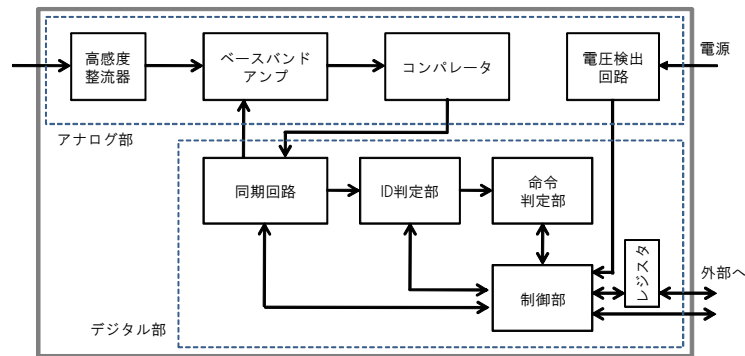 高感度
整流器
ベースバンド
アンプ
コンパレータ
電圧検出
回路
電源
アナログ部
同期回路
ID判定部
命令
判定部
制御部
レジスタ
外部へ
デジタル部